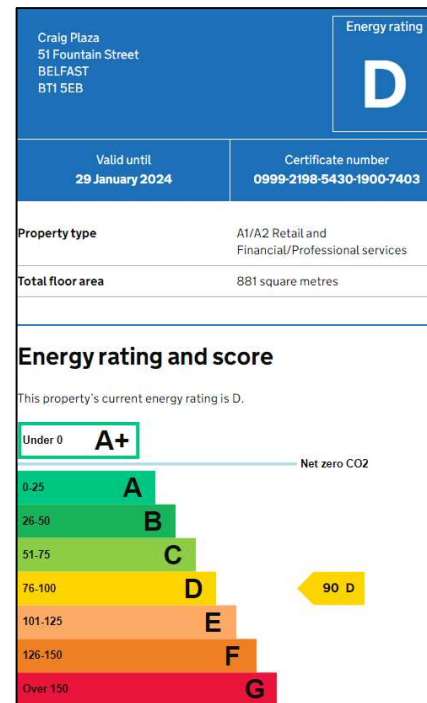 Craig Plaza
51 Fountain Street
BELFAST
BT1 5EB
Energy rating
D
Valid until
29 January 2024
Certificate number
0999-2198-5430-1900-7403
Property type
A1/A2 Retail and
Financial/Professional services
Total floor area
881 square metres
Energy rating and score
This property's current energy rating is D.
Under 0 A+
Net zero CO2
0-25 A
26-50 B
51-75 C
76-100 D
90 D
101-125 E
126-150 F
Over 150 G